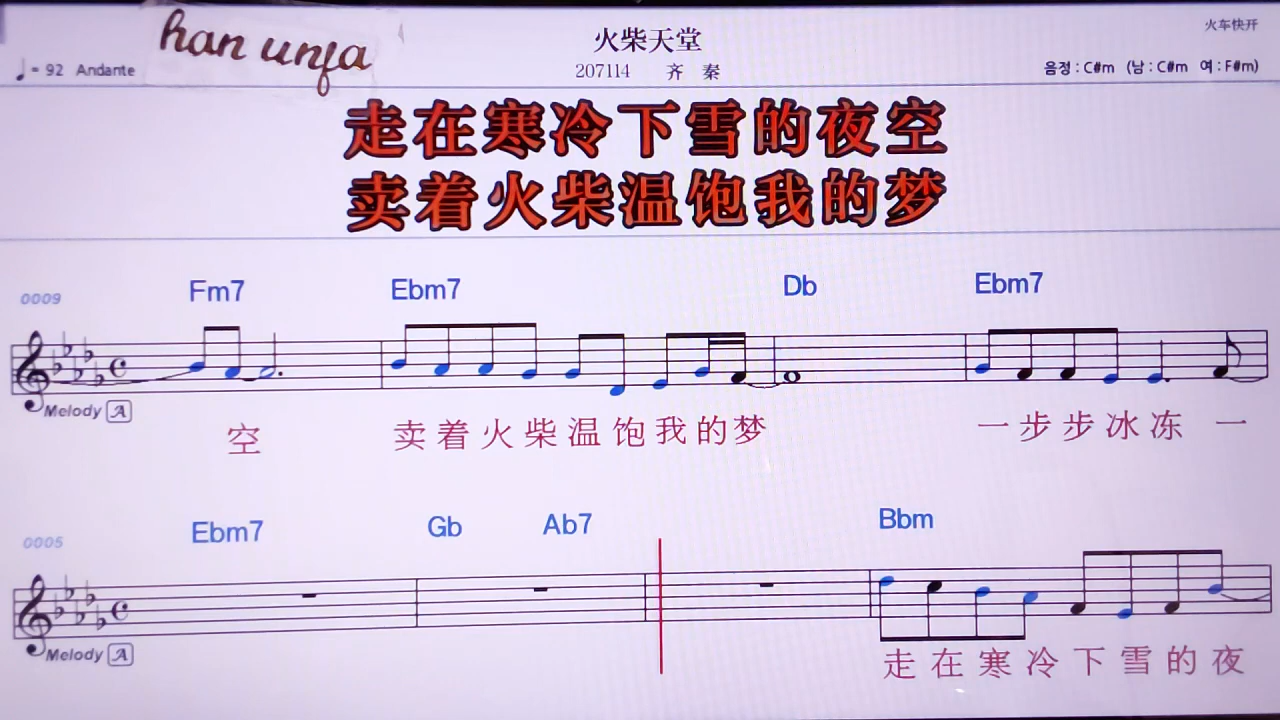 han unja
火柴天堂
火车快开
♩= 92 Andante
207114 齐 秦
음정 : C#m (남 : C#m 여 : F#m)
走在寒冷下雪的夜空
卖着火柴温饱我的梦
0009 Fm7 Ebm7 Db Ebm7
Melody A
空 卖着火柴温饱我的梦 一步步冰冻 一
0005 Ebm7 Gb Ab7 Bbm
Melody A
走在寒冷下雪的夜